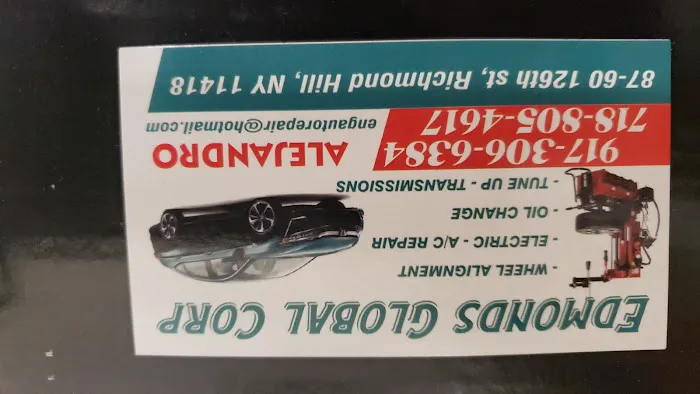 EDMONDS GLOBAL CORP
- WHEEL ALIGNMENT
- ELECTRIC - A/C REPAIR
- OIL CHANGE
- TUNE UP - TRANSMISSIONS
917-306-6384
718-805-4617
ALEJANDRO
engautorepair@hotmail.com
87-60 126th st, Richmond Hill, NY 11418